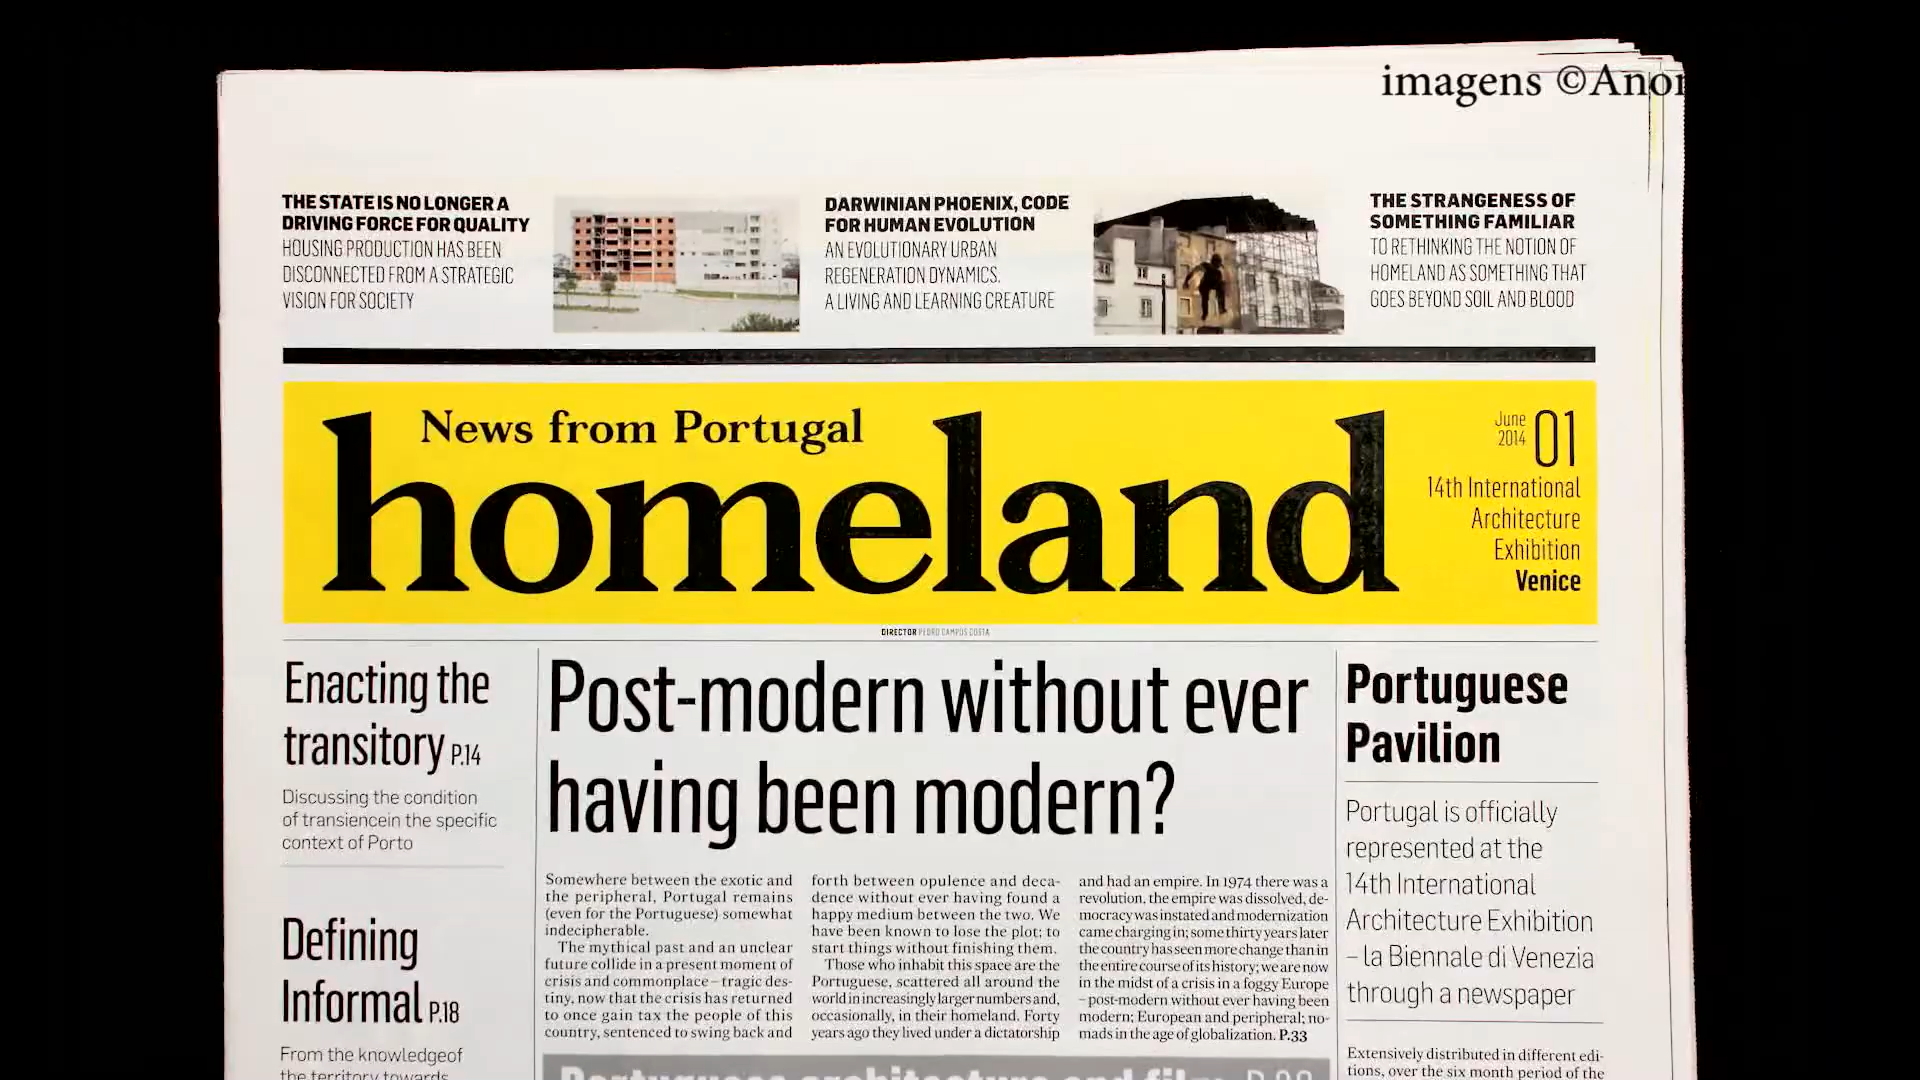 imagens ©Anor
THE STATE IS NO LONGER A
DRIVING FORCE FOR QUALITY
HOUSING PRODUCTION HAS BEEN
DISCONNECTED FROM A STRATEGIC
VISION FOR SOCIETY
DARWINIAN PHOENIX, CODE
FOR HUMAN EVOLUTION
AN EVOLUTIONARY URBAN
REGENERATION DYNAMICS.
A LIVING AND LEARNING CREATURE
THE STRANGENESS OF
SOMETHING FAMILIAR
TO RETHINKING THE NOTION OF
HOMELAND AS SOMETHING THAT
GOES BEYOND SOIL AND BLOOD
News from Portugal
homeland
June
2014 01
14th International
Architecture
Exhibition
Venice
DIRECTOR PEDRO CAMPOS COSTA
Enacting the
transitory P.14
Discussing the condition
of transiencein the specific
context of Porto
Defining
Informal P.18
From the knowledgeof
the territory towards
Post-modern without ever
having been modern?
Somewhere between the exotic and
the peripheral, Portugal remains
(even for the Portuguese) somewhat
indecipherable.
The mythical past and an unclear
future collide in a present moment of
crisis and commonplace – tragic des-
tiny, now that the crisis has returned
to once gain tax the people of this
country, sentenced to swing back and
forth between opulence and deca-
dence without ever having found a
happy medium between the two. We
have been known to lose the plot; to
start things without finishing them.
Those who inhabit this space are the
Portuguese, scattered all around the
world in increasingly larger numbers and,
occasionally, in their homeland. Forty
years ago they lived under a dictatorship
and had an empire. In 1974 there was a
revolution, the empire was dissolved, de-
mocracy was instated and modernization
came charging in; some thirty years later
the country has seen more change than in
the entire course of its history; we are now
in the midst of a crisis in a foggy Europe
– post-modern without ever having been
modern; European and peripheral; no-
mads in the age of globalization. P.33
Portuguese architecture and film
Portuguese
Pavilion
Portugal is officially
represented at the
14th International
Architecture Exhibition
– la Biennale di Venezia
through a newspaper
Extensively distributed in different edi-
tions, over the six month period of the